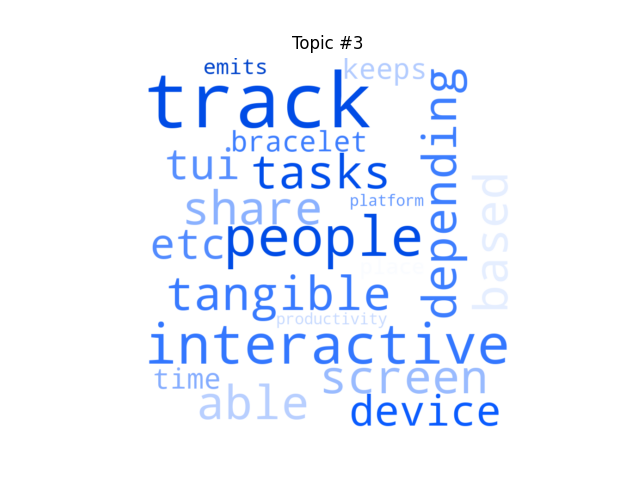 Topic #3
emits
keeps
track
depending
bracelet
tui
tasks
based
share
platform
etc
people
tangible
productivity
interactive
time
screen
able
device